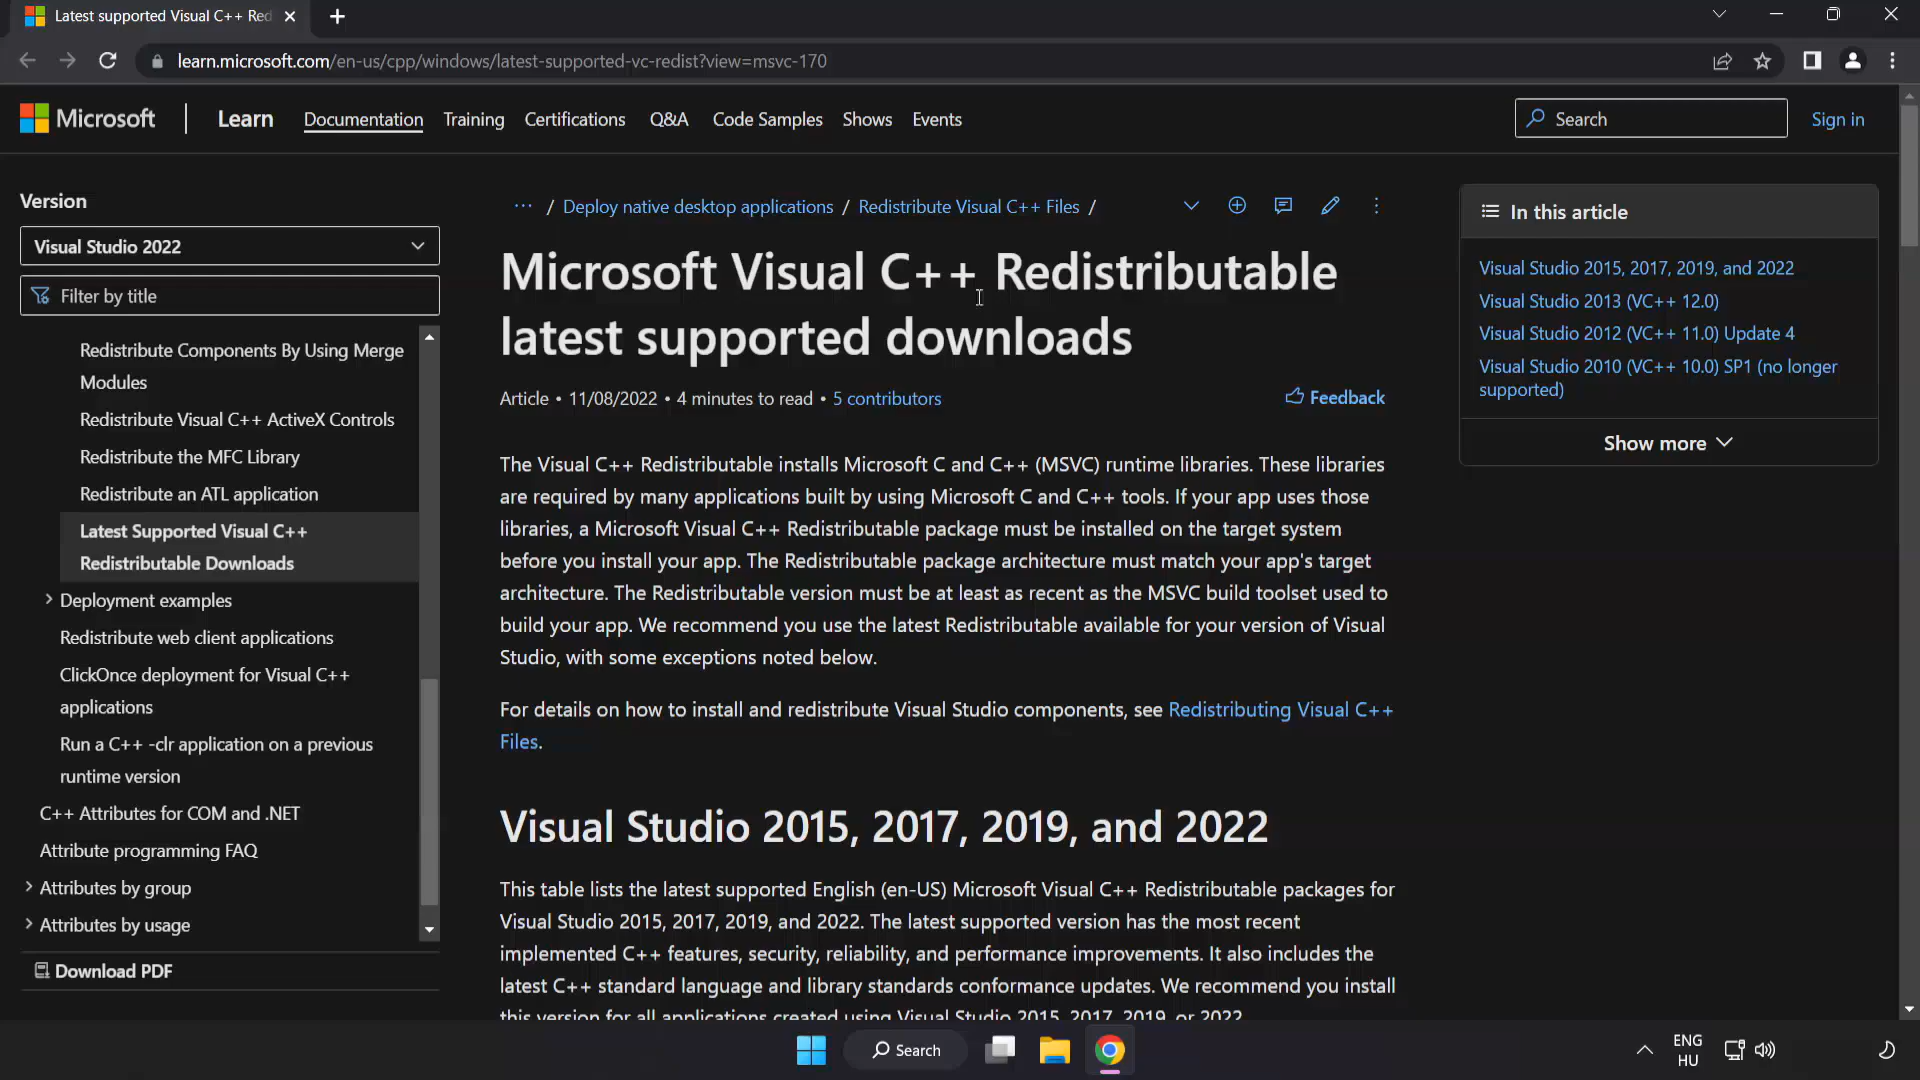 Latest supported Visual C++ Red
learn.microsoft.com/en-us/cpp/windows/latest-supported-vc-redist?view=msvc-170
Microsoft
Learn
Documentation
Training
Certifications
Q&A
Code Samples
Shows
Events
Search
Sign in
Version
Visual Studio 2022
Filter by title
Redistribute Components By Using Merge
Modules
Redistribute Visual C++ ActiveX Controls
Redistribute the MFC Library
Redistribute an ATL application
Latest Supported Visual C++
Redistributable Downloads
Deployment examples
Redistribute web client applications
ClickOnce deployment for Visual C++
applications
Run a C++ -clr application on a previous
runtime version
C++ Attributes for COM and .NET
Attribute programming FAQ
Attributes by group
Attributes by usage
Download PDF
... / Deploy native desktop applications / Redistribute Visual C++ Files /
Microsoft Visual C++ Redistributable
latest supported downloads
Article • 11/08/2022 • 4 minutes to read • 5 contributors
Feedback
The Visual C++ Redistributable installs Microsoft C and C++ (MSVC) runtime libraries. These libraries
are required by many applications built by using Microsoft C and C++ tools. If your app uses those
libraries, a Microsoft Visual C++ Redistributable package must be installed on the target system
before you install your app. The Redistributable package architecture must match your app's target
architecture. The Redistributable version must be at least as recent as the MSVC build toolset used to
build your app. We recommend you use the latest Redistributable available for your version of Visual
Studio, with some exceptions noted below.
For details on how to install and redistribute Visual Studio components, see Redistributing Visual C++
Files.
Visual Studio 2015, 2017, 2019, and 2022
This table lists the latest supported English (en-US) Microsoft Visual C++ Redistributable packages for
Visual Studio 2015, 2017, 2019, and 2022. The latest supported version has the most recent
implemented C++ features, security, reliability, and performance improvements. It also includes the
latest C++ standard language and library standards conformance updates. We recommend you install
this version for all applications created using Visual Studio 2015, 2017, 2019, or 2022.
In this article
Visual Studio 2015, 2017, 2019, and 2022
Visual Studio 2013 (VC++ 12.0)
Visual Studio 2012 (VC++ 11.0) Update 4
Visual Studio 2010 (VC++ 10.0) SP1 (no longer
supported)
Show more
Search
ENG
HU